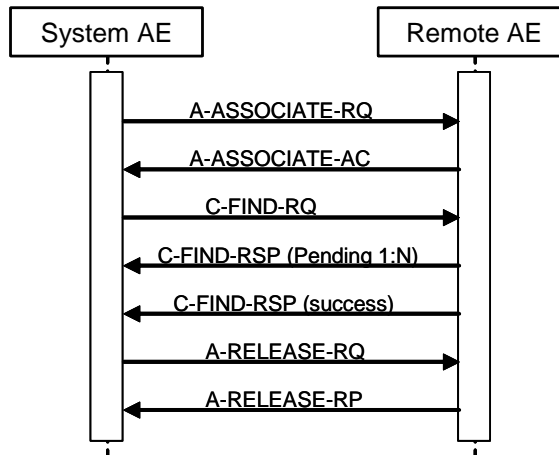 System AE
Remote AE
A-ASSOCIATE-RQ
A-ASSOCIATE-AC
C-FIND-RQ
C-FIND-RSP (Pending 1:N)
C-FIND-RSP (success)
A-RELEASE-RQ
A-RELEASE-RP